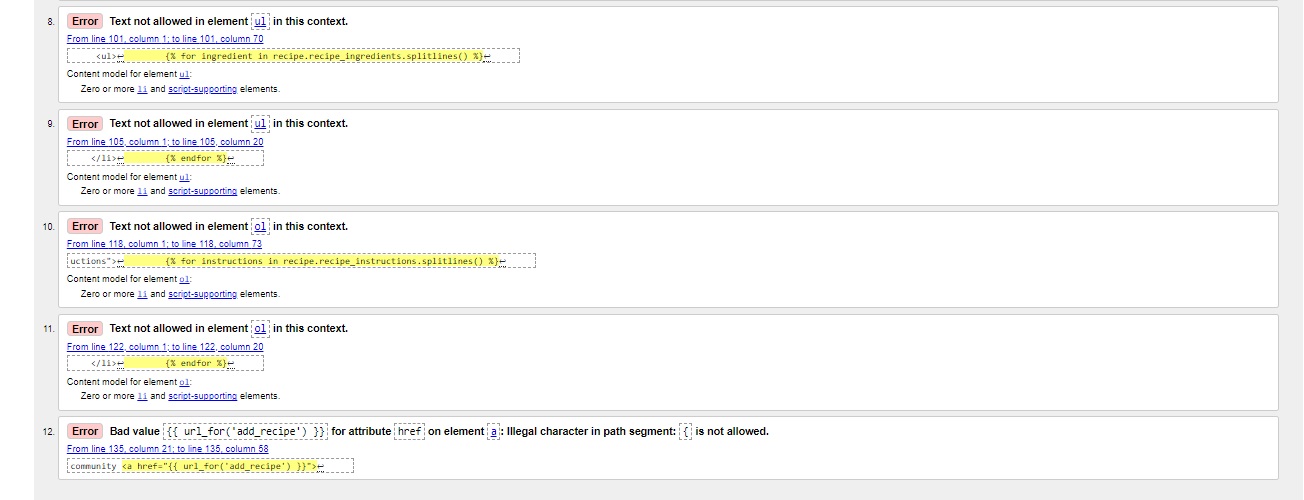 8. Error Text not allowed in element ul in this context.
From line 101, column 1; to line 101, column 70
<ul>↩ {% for ingredient in recipe.recipe_ingredients.splitlines() %}↩
Content model for element ul:
Zero or more li and script-supporting elements.
9. Error Text not allowed in element ul in this context.
From line 105, column 1; to line 105, column 20
</li>↩ {% endfor %}↩
Content model for element ul:
Zero or more li and script-supporting elements.
10. Error Text not allowed in element ol in this context.
From line 118, column 1; to line 118, column 73
uctions">↩ {% for instructions in recipe.recipe_instructions.splitlines() %}↩
Content model for element ol:
Zero or more li and script-supporting elements.
11. Error Text not allowed in element ol in this context.
From line 122, column 1; to line 122, column 20
</li>↩ {% endfor %}↩
Content model for element ol:
Zero or more li and script-supporting elements.
12. Error Bad value {{ url_for('add_recipe') }} for attribute href on element a: Illegal character in path segment: { is not allowed.
From line 135, column 21; to line 135, column 58
community <a href="{{ url_for('add_recipe') }}">↩